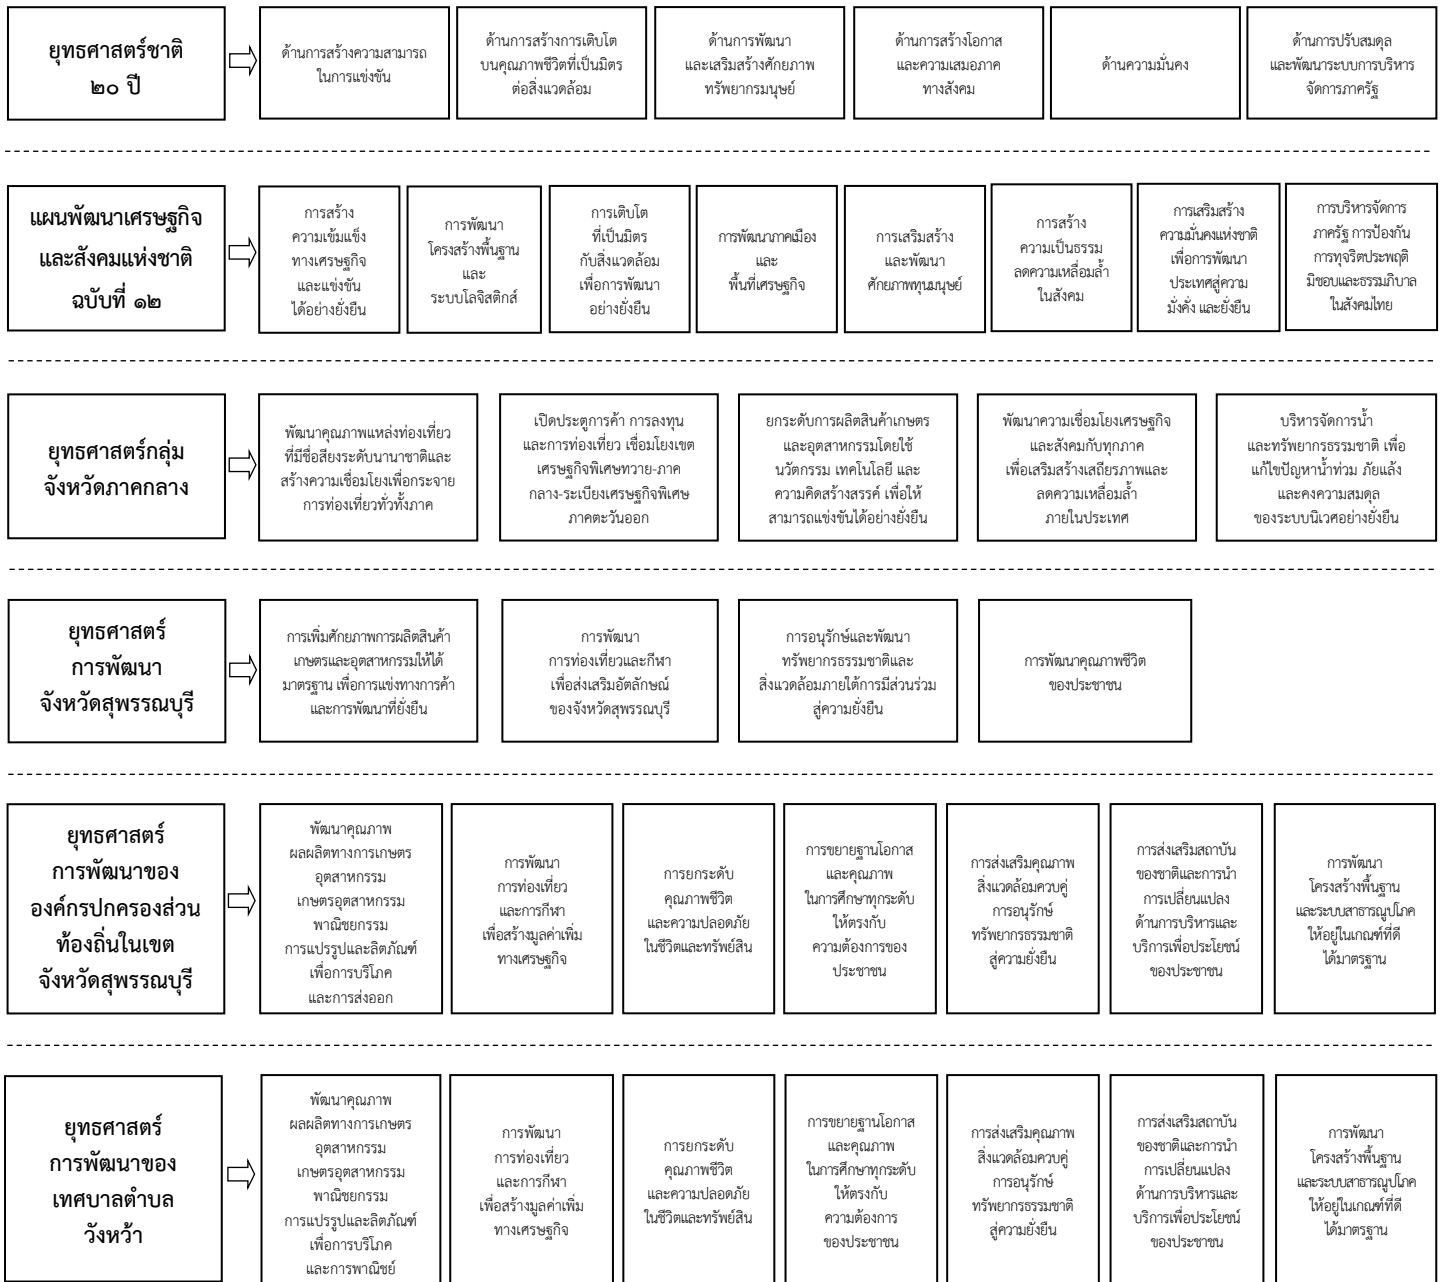 ยุทธศาสตร์ชาติ
๒๐ ปี
ด้านการสร้างความสามารถ
ในการแข่งขัน
ด้านการสร้างการเติบโต
บนคุณภาพชีวิตที่เป็นมิตร
ต่อสิ่งแวดล้อม
ด้านการพัฒนา
และเสริมสร้างศักยภาพ
ทรัพยากรมนุษย์
ด้านการสร้างโอกาส
และความเสมอภาค
ทางสังคม
ด้านความมั่นคง
ด้านการปรับสมดุล
และพัฒนาระบบการบริหาร
จัดการภาครัฐ
แผนพัฒนาเศรษฐกิจ
และสังคมแห่งชาติ
ฉบับที่ ๑๒
การสร้าง
ความเข้มแข็ง
ทางเศรษฐกิจ
และแข่งขัน
ได้อย่างยั่งยืน
การพัฒนา
โครงสร้างพื้นฐาน
และ
ระบบโลจิสติกส์
การเติบโต
ที่เป็นมิตร
กับสิ่งแวดล้อม
เพื่อการพัฒนา
อย่างยั่งยืน
การพัฒนาภาคเมือง
และ
พื้นที่เศรษฐกิจ
การเสริมสร้าง
และพัฒนา
ศักยภาพทุนมนุษย์
การสร้าง
ความเป็นธรรม
ลดความเหลื่อมล้ำ
ในสังคม
การเสริมสร้าง
ความมั่นคงแห่งชาติ
เพื่อการพัฒนา
ประเทศสู่ความ
มั่งคั่ง และยั่งยืน
การบริหารจัดการ
ภาครัฐ การป้องกัน
การทุจริตประพฤติ
มิชอบและธรรมภิบาล
ในสังคมไทย
ยุทธศาสตร์กลุ่ม
จังหวัดภาคกลาง
พัฒนาคุณภาพแหล่งท่องเที่ยว
ที่มีชื่อสียงระดับนานาชาติและ
สร้างความเชื่อมโยงเพื่อกระจาย
การท่องเที่ยวทั่วทั้งภาค
เปิดประตูการค้า การลงทุน
และการท่องเที่ยว เชื่อมโยงเขต
เศรษฐกิจพิเศษทวาย-ภาค
กลาง-ระเบียงเศรษฐกิจพิเศษ
ภาคตะวันออก
ยกระดับการผลิตสินค้าเกษตร
และอุตสาหกรรมโดยใช้
นวัตกรรม เทคโนโลยี และ
ความคิดสร้างสรรค์ เพื่อให้
สามารถแข่งขันได้อย่างยั่งยืน
พัฒนาความเชื่อมโยงเศรษฐกิจ
และสังคมกับทุกภาค
เพื่อเสริมสร้างเสถียรภาพและ
ลดความเหลื่อมล้ำ
ภายในประเทศ
บริหารจัดการน้ำ
และทรัพยากรธรรมชาติ เพื่อ
แก้ไขปัญหาน้ำท่วม ภัยแล้ง
และคงความสมดุล
ของระบบนิเวศอย่างยั่งยืน
ยุทธศาสตร์
การพัฒนา
จังหวัดสุพรรณบุรี
การเพิ่มศักยภาพการผลิตสินค้า
เกษตรและอุตสาหกรรมให้ได้
มาตรฐาน เพื่อการแข่งทางการค้า
และการพัฒนาที่ยั่งยืน
การพัฒนา
การท่องเที่ยวและกีฬา
เพื่อส่งเสริมอัตลักษณ์
ของจังหวัดสุพรรณบุรี
การอนุรักษ์และพัฒนา
ทรัพยากรธรรมชาติและ
สิ่งแวดล้อมภายใต้การมีส่วนร่วม
สู่ความยั่งยืน
การพัฒนาคุณภาพชีวิต
ของประชาชน
ยุทธศาสตร์
การพัฒนาของ
องค์กรปกครองส่วน
ท้องถิ่นในเขต
จังหวัดสุพรรณบุรี
พัฒนาคุณภาพ
ผลผลิตทางการเกษตร
อุตสาหกรรม
เกษตรอุตสาหกรรม
พาณิชยกรรม
การแปรรูปและลิตภัณฑ์
เพื่อการบริโภค
และการส่งออก
การพัฒนา
การท่องเที่ยว
และการกีฬา
เพื่อสร้างมูลค่าเพิ่ม
ทางเศรษฐกิจ
การยกระดับ
คุณภาพชีวิต
และความปลอดภัย
ในชีวิตและทรัพย์สิน
การขยายฐานโอกาส
และคุณภาพ
ในการศึกษาทุกระดับ
ให้ตรงกับ
ความต้องการของ
ประชาชน
การส่งเสริมคุณภาพ
สิ่งแวดล้อมควบคู่
การอนุรักษ์
ทรัพยากรธรรมชาติ
สู่ความยั่งยืน
การส่งเสริมสถาบัน
ของชาติและการนำ
การเปลี่ยนแปลง
ด้านการบริหารและ
บริการเพื่อประโยชน์
ของประชาชน
การพัฒนา
โครงสร้างพื้นฐาน
และระบบสาธารณูปโภค
ให้อยู่ในเกณฑ์ที่ดี
ได้มาตรฐาน
ยุทธศาสตร์
การพัฒนาของ
เทศบาลตำบล
วังหว้า
พัฒนาคุณภาพ
ผลผลิตทางการเกษตร
อุตสาหกรรม
เกษตรอุตสาหกรรม
พาณิชยกรรม
การแปรรูปและลิตภัณฑ์
เพื่อการบริโภค
และการพาณิชย์
การพัฒนา
การท่องเที่ยว
และการกีฬา
เพื่อสร้างมูลค่าเพิ่ม
ทางเศรษฐกิจ
การยกระดับ
คุณภาพชีวิต
และความปลอดภัย
ในชีวิตและทรัพย์สิน
การขยายฐานโอกาส
และคุณภาพ
ในการศึกษาทุกระดับ
ให้ตรงกับ
ความต้องการ
ของประชาชน
การส่งเสริมคุณภาพ
สิ่งแวดล้อมควบคู่
การอนุรักษ์
ทรัพยากรธรรมชาติ
สู่ความยั่งยืน
การส่งเสริมสถาบัน
ของชาติและการนำ
การเปลี่ยนแปลง
ด้านการบริหารและ
บริการเพื่อประโยชน์
ของประชาชน
การพัฒนา
โครงสร้างพื้นฐาน
และระบบสาธารณูปโภค
ให้อยู่ในเกณฑ์ที่ดี
ได้มาตรฐาน